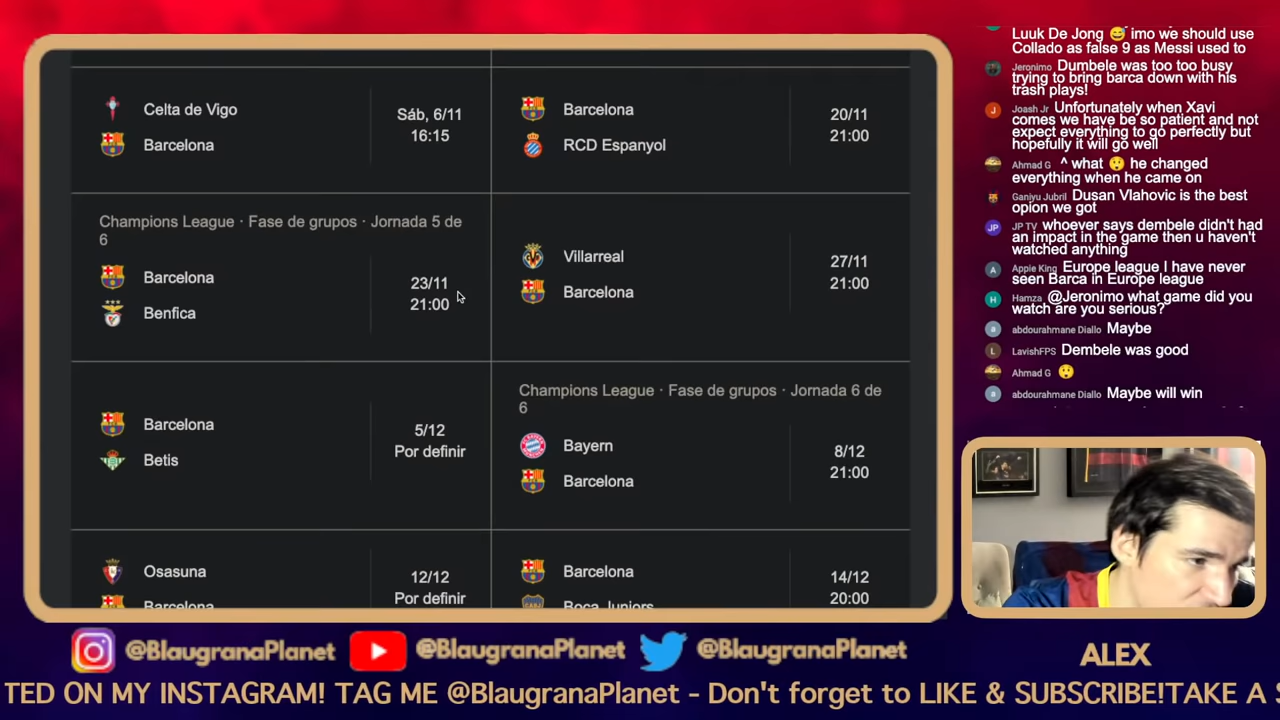 Celta de Vigo
Barcelona
Sáb, 6/11
16:15
Barcelona
RCD Espanyol
20/11
21:00
Champions League · Fase de grupos · Jornada 5 de
6
Barcelona
Benfica
23/11
21:00
Villarreal
Barcelona
27/11
21:00
Barcelona
Betis
5/12
Por definir
Champions League · Fase de grupos · Jornada 6 de
6
Bayern
Barcelona
8/12
21:00
Osasuna
Barcelona
12/12
Por definir
Barcelona
Boca Juniors
14/12
20:00
Luuk De Jong 😅 imo we should use
Collado as false 9 as Messi used to
Jeronimo Dumbele was too too busy
trying to bring barca down with his
trash plays!
J Joash Jr Unfortunately when Xavi
comes we have be so patient and not
expect everything to go perfectly but
hopefully it will go well
Ahmad G ^ what 😲 he changed
everything when he came on
Ganiyu Jubril Dusan Vlahovic is the best
opion we got
JP JP TV whoever says dembele didn't had
an impact in the game then u haven't
watched anything
A Appie King Europe league I have never
seen Barca in Europe league
H Hamza @Jeronimo what game did you
watch are you serious?
a abdourahmane Diallo Maybe
L LavishFPS Dembele was good
Ahmad G 😲
a abdourahmane Diallo Maybe will win
@BlaugranaPlanet
@BlaugranaPlanet
@BlaugranaPlanet
ALEX
TED ON MY INSTAGRAM! TAG ME @BlaugranaPlanet - Don't forget to LIKE & SUBSCRIBE!TAKE A S